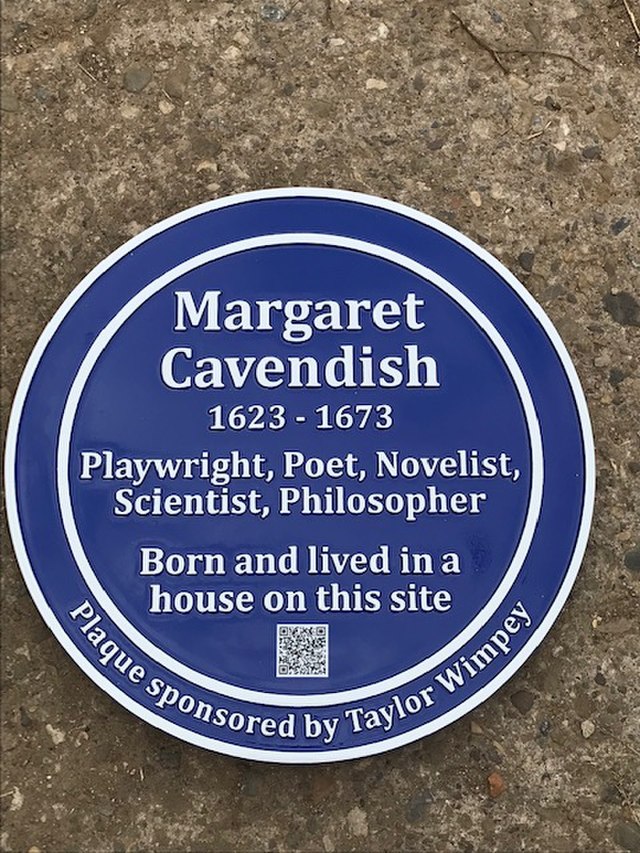 Margaret
Cavendish
1623 - 1673
Playwright, Poet, Novelist,
Scientist, Philosopher
Born and lived in a
house on this site
Plaque sponsored by Taylor Wimpey